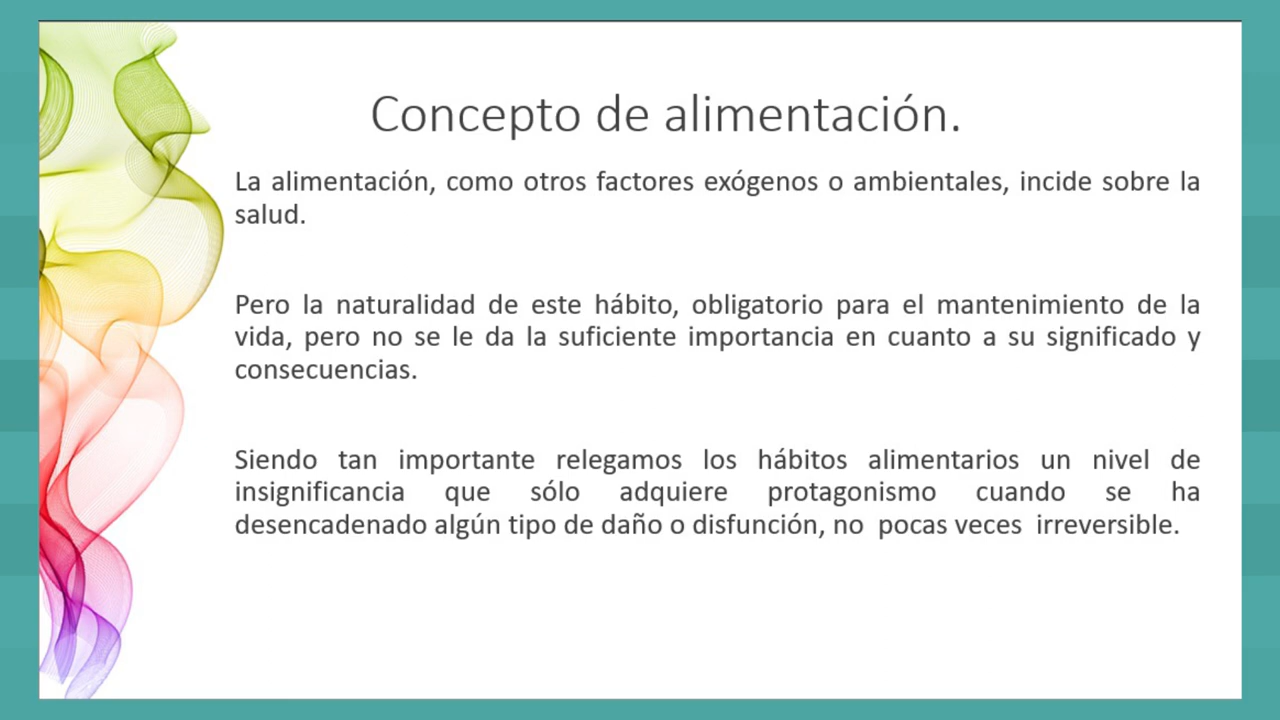 Concepto de alimentación.
La alimentación, como otros factores exógenos o ambientales, incide sobre la
salud.
Pero la naturalidad de este hábito, obligatorio para el mantenimiento de la
vida, pero no se le da la suficiente importancia en cuanto a su significado y
consecuencias.
Siendo tan importante relegamos los hábitos alimentarios un nivel de
insignificancia que sólo adquiere protagonismo cuando se ha
desencadenado algún tipo de daño o disfunción, no pocas veces irreversible.